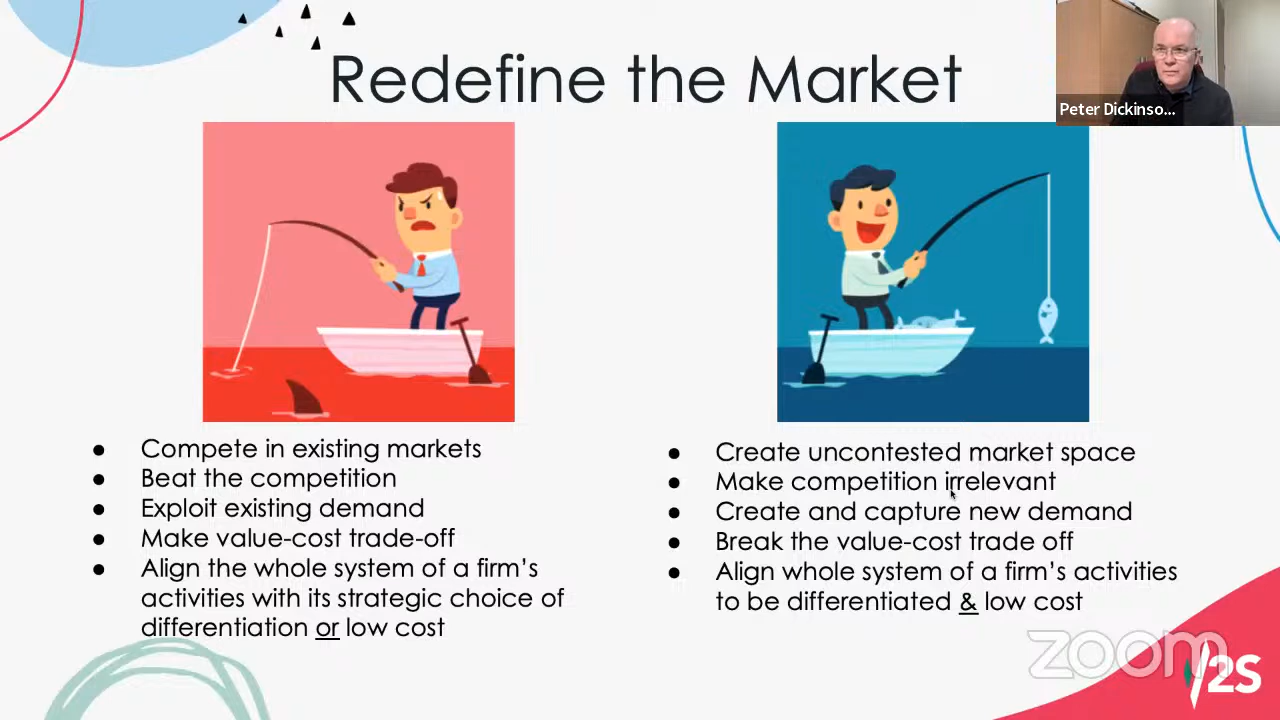 Redefine the Market
Peter Dickinso...
● Compete in existing markets
● Beat the competition
● Exploit existing demand
● Make value-cost trade-off
● Align the whole system of a firm's
activities with its strategic choice of
differentiation or low cost
● Create uncontested market space
● Make competition irrelevant
● Create and capture new demand
● Break the value-cost trade off
● Align whole system of a firm's activities
to be differentiated & low cost
zoom
/2S